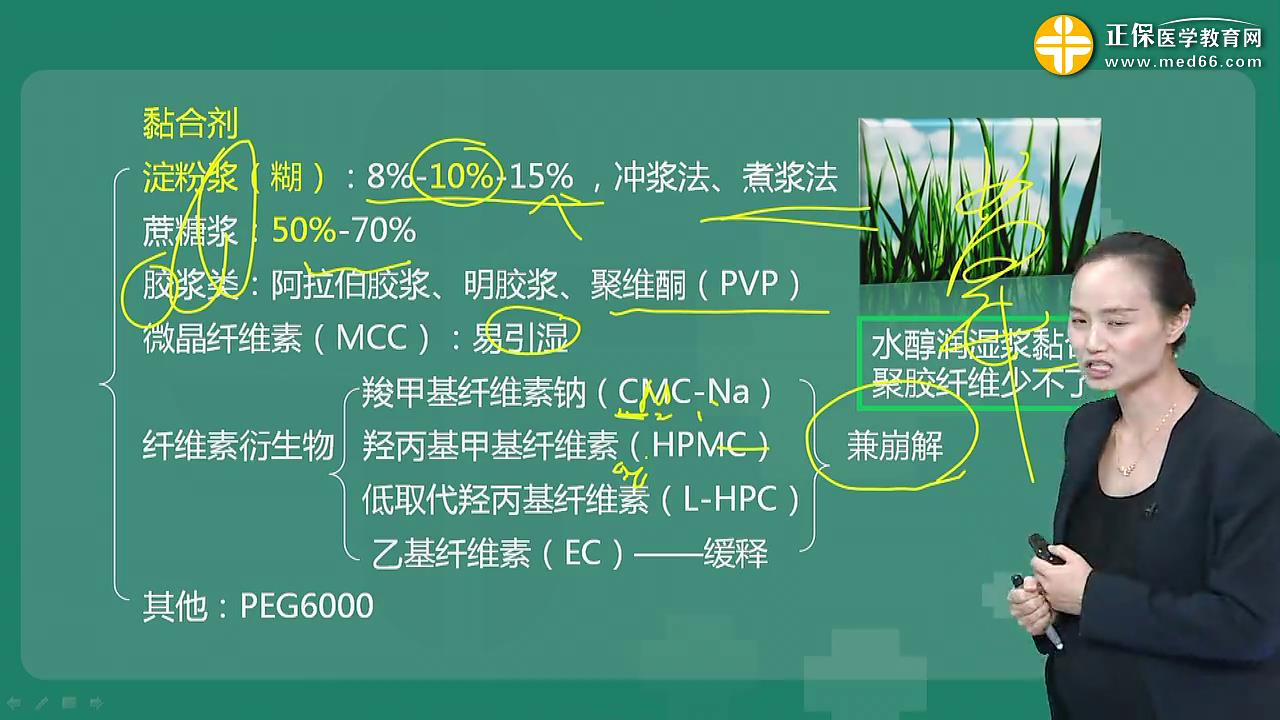 正保医学教育网
www.med66.com
黏合剂
淀粉浆（糊）：8%-10%-15%，冲浆法、煮浆法
蔗糖浆：50%-70%
胶浆类：阿拉伯胶浆、明胶浆、聚维酮（PVP）
微晶纤维素（MCC）：易引湿
水醇润湿浆黏
聚胶纤维少不了
纤维素衍生物
羧甲基纤维素钠（CMC-Na）
羟丙基甲基纤维素（HPMC）
低取代羟丙基纤维素（L-HPC）
乙基纤维素（EC）——缓释
兼崩解
其他：PEG6000